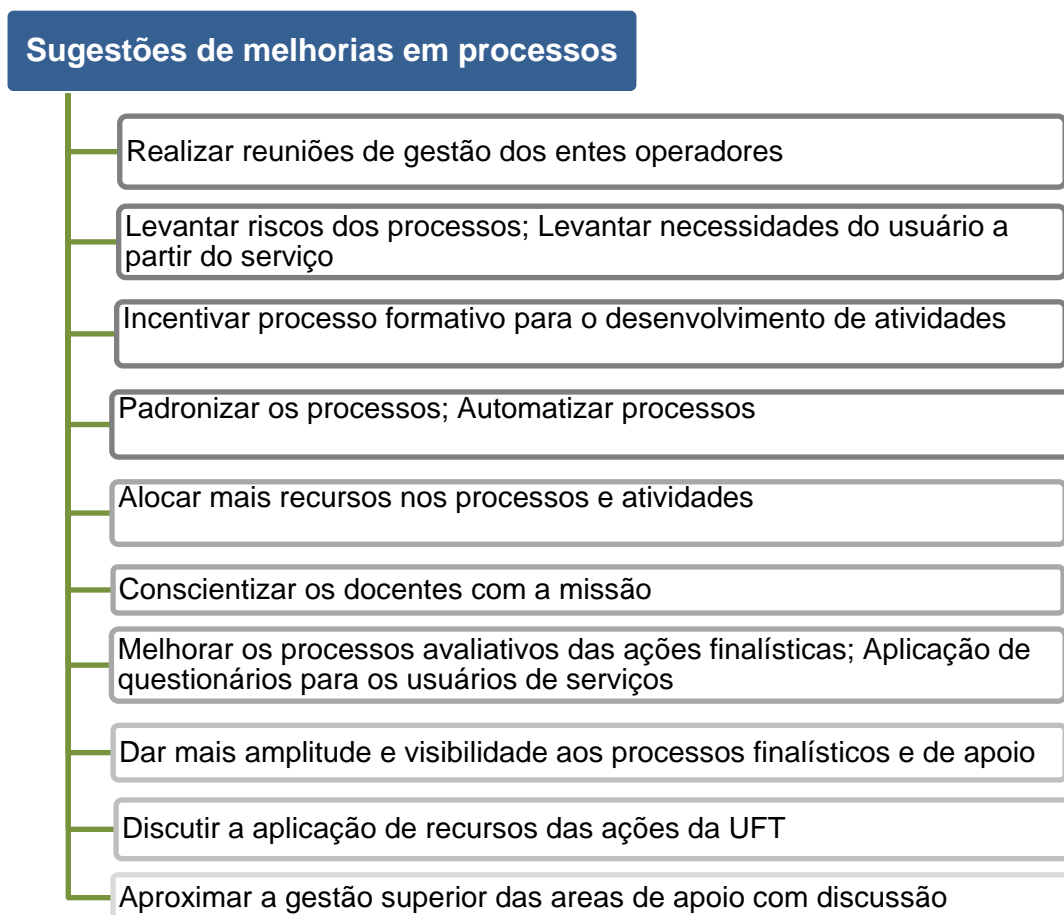 Sugestões de melhorias em processos
Realizar reuniões de gestão dos entes operadores
Levantar riscos dos processos; Levantar necessidades do usuário a
partir do serviço
Incentivar processo formativo para o desenvolvimento de atividades
Padronizar os processos; Automatizar processos
Alocar mais recursos nos processos e atividades
Conscientizar os docentes com a missão
Melhorar os processos avaliativos das ações finalísticas; Aplicação de
questionários para os usuários de serviços
Dar mais amplitude e visibilidade aos processos finalísticos e de apoio
Discutir a aplicação de recursos das ações da UFT
Aproximar a gestão superior das areas de apoio com discussão